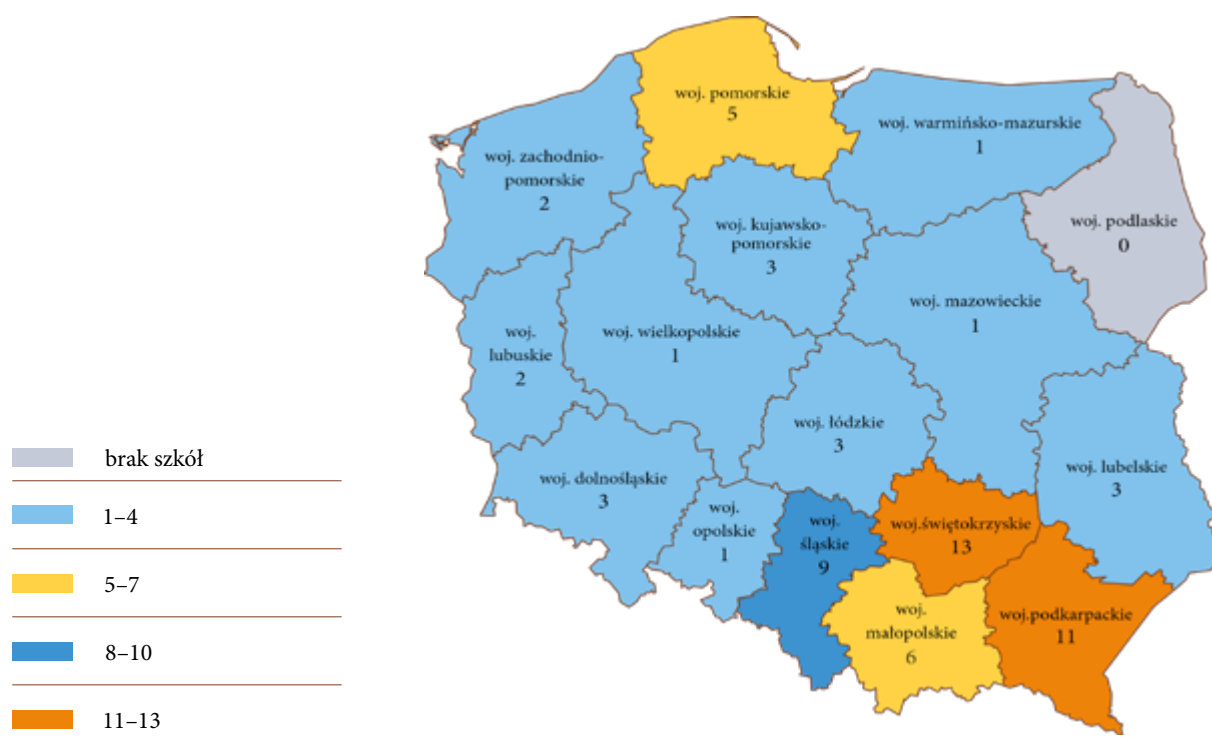 woj. pomorskie
5
woj. warmińsko-mazurskie
1
woj. zachodnio-
pomorskie
2
woj. podlaskie
0
woj. kujawsko-
pomorskie
3
woj. mazowieckie
1
woj.
lubuskie
2
woj. wielkopolskie
1
woj. łódzkie
3
woj. lubelskie
3
woj. dolnośląskie
3
woj.
opolskie
1
woj.
śląskie
9
woj.świętokrzyskie
13
woj.
małopolskie
6
woj.podkarpackie
11
brak szkół
1–4
5–7
8–10
11–13